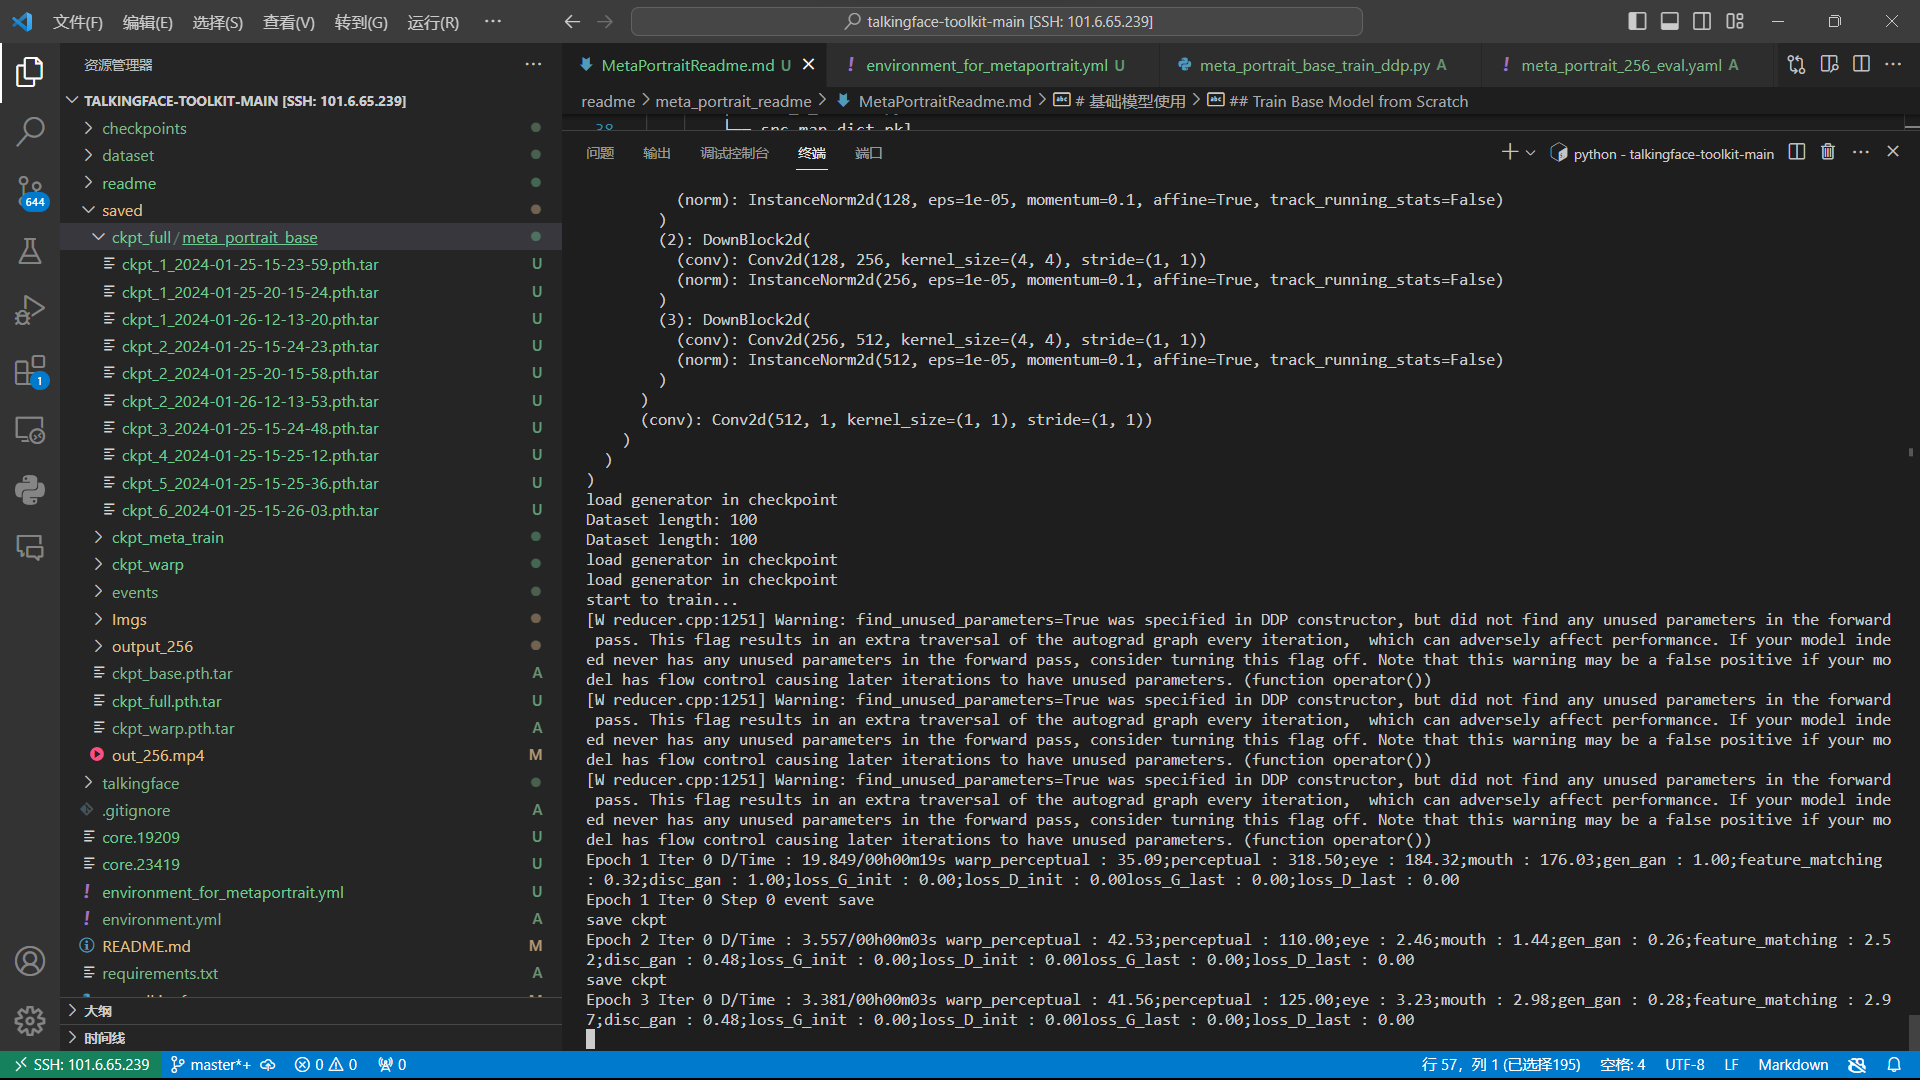 文件(F) 编辑(E) 选择(S) 查看(V) 转到(G) 运行(R) ··· talkingface-toolkit-main [SSH: 101.6.65.239]
资源管理器 ···
TALKINGFACE-TOOLKIT-MAIN [SSH: 101.6.65.239]
checkpoints
dataset
readme
saved
ckpt_full / meta_portrait_base
ckpt_1_2024-01-25-15-23-59.pth.tar U
ckpt_1_2024-01-25-20-15-24.pth.tar U
ckpt_1_2024-01-26-12-13-20.pth.tar U
ckpt_2_2024-01-25-15-24-23.pth.tar U
ckpt_2_2024-01-25-20-15-58.pth.tar U
ckpt_2_2024-01-26-12-13-53.pth.tar U
ckpt_3_2024-01-25-15-24-48.pth.tar U
ckpt_4_2024-01-25-15-25-12.pth.tar U
ckpt_5_2024-01-25-15-25-36.pth.tar U
ckpt_6_2024-01-25-15-26-03.pth.tar U
ckpt_meta_train
ckpt_warp
events
Imgs
output_256
ckpt_base.pth.tar A
ckpt_full.pth.tar U
ckpt_warp.pth.tar A
out_256.mp4 M
talkingface
.gitignore A
core.19209 U
core.23419 U
environment_for_metaportrait.yml U
environment.yml A
README.md M
requirements.txt A
大纲
时间线
644
1
MetaPortraitReadme.md U environment_for_metaportrait.yml U meta_portrait_base_train_ddp.py A meta_portrait_256_eval.yaml A ···
readme > meta_portrait_readme > MetaPortraitReadme.md > # 基础模型使用 > ## Train Base Model from Scratch
38 └── src_map_dict.pkl
问题 输出 调试控制台 终端 端口 python - talkingface-toolkit-main ···
(norm): InstanceNorm2d(128, eps=1e-05, momentum=0.1, affine=True, track_running_stats=False)
)
(2): DownBlock2d(
(conv): Conv2d(128, 256, kernel_size=(4, 4), stride=(1, 1))
(norm): InstanceNorm2d(256, eps=1e-05, momentum=0.1, affine=True, track_running_stats=False)
)
(3): DownBlock2d(
(conv): Conv2d(256, 512, kernel_size=(4, 4), stride=(1, 1))
(norm): InstanceNorm2d(512, eps=1e-05, momentum=0.1, affine=True, track_running_stats=False)
)
)
(conv): Conv2d(512, 1, kernel_size=(1, 1), stride=(1, 1))
)
)
)
load generator in checkpoint
Dataset length: 100
Dataset length: 100
load generator in checkpoint
load generator in checkpoint
start to train...
[W reducer.cpp:1251] Warning: find_unused_parameters=True was specified in DDP constructor, but did not find any unused parameters in the forward
pass. This flag results in an extra traversal of the autograd graph every iteration, which can adversely affect performance. If your model inde
ed never has any unused parameters in the forward pass, consider turning this flag off. Note that this warning may be a false positive if your mo
del has flow control causing later iterations to have unused parameters. (function operator())
[W reducer.cpp:1251] Warning: find_unused_parameters=True was specified in DDP constructor, but did not find any unused parameters in the forward
pass. This flag results in an extra traversal of the autograd graph every iteration, which can adversely affect performance. If your model inde
ed never has any unused parameters in the forward pass, consider turning this flag off. Note that this warning may be a false positive if your mo
del has flow control causing later iterations to have unused parameters. (function operator())
[W reducer.cpp:1251] Warning: find_unused_parameters=True was specified in DDP constructor, but did not find any unused parameters in the forward
pass. This flag results in an extra traversal of the autograd graph every iteration, which can adversely affect performance. If your model inde
ed never has any unused parameters in the forward pass, consider turning this flag off. Note that this warning may be a false positive if your mo
del has flow control causing later iterations to have unused parameters. (function operator())
Epoch 1 Iter 0 D/Time : 19.849/00h00m19s warp_perceptual : 35.09;perceptual : 318.50;eye : 184.32;mouth : 176.03;gen_gan : 1.00;feature_matching
: 0.32;disc_gan : 1.00;loss_G_init : 0.00;loss_D_init : 0.00loss_G_last : 0.00;loss_D_last : 0.00
Epoch 1 Iter 0 Step 0 event save
save ckpt
Epoch 2 Iter 0 D/Time : 3.557/00h00m03s warp_perceptual : 42.53;perceptual : 110.00;eye : 2.46;mouth : 1.44;gen_gan : 0.26;feature_matching : 2.5
2;disc_gan : 0.48;loss_G_init : 0.00;loss_D_init : 0.00loss_G_last : 0.00;loss_D_last : 0.00
save ckpt
Epoch 3 Iter 0 D/Time : 3.381/00h00m03s warp_perceptual : 41.56;perceptual : 125.00;eye : 3.23;mouth : 2.98;gen_gan : 0.28;feature_matching : 2.9
7;disc_gan : 0.48;loss_G_init : 0.00;loss_D_init : 0.00loss_G_last : 0.00;loss_D_last : 0.00
SSH: 101.6.65.239 master*+ 0 0 0 行 57，列 1 (已选择195) 空格: 4 UTF-8 LF Markdown